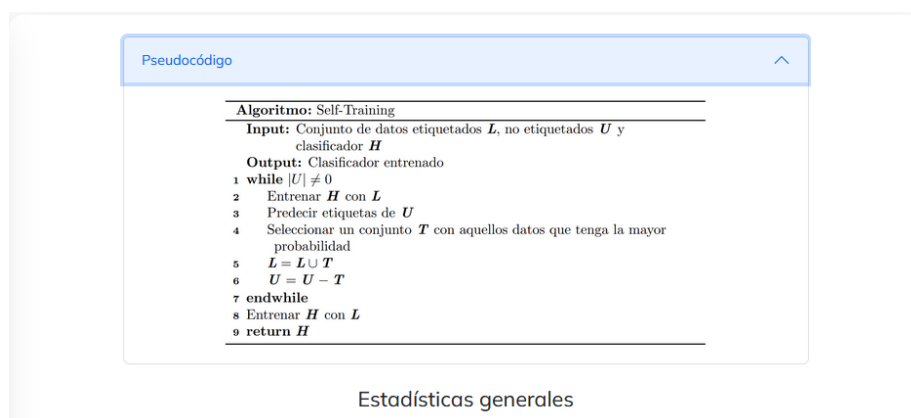 Pseudocódigo
Algoritmo: Self-Training
Input: Conjunto de datos etiquetados L, no etiquetados U y
clasificador H
Output: Clasificador entrenado
1 while |U| ≠ 0
2 Entrenar H con L
3 Predecir etiquetas de U
4 Seleccionar un conjunto T con aquellos datos que tenga la mayor
probabilidad
5 L = L ∪ T
6 U = U − T
7 endwhile
8 Entrenar H con L
9 return H
Estadísticas generales